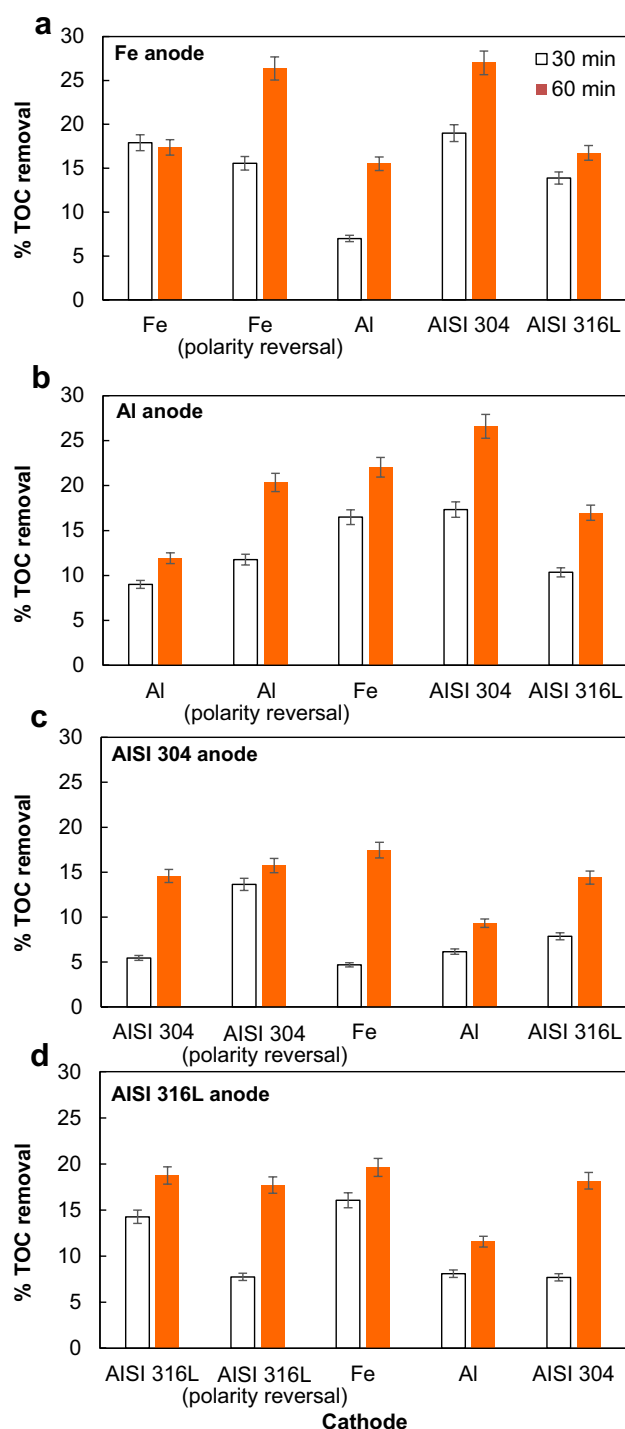 a
30
Fe anode
30 min
60 min
25
20
15
10
5
0
% TOC removal
Fe Fe Al AISI 304 AISI 316L
(polarity reversal)
b
30
Al anode
25
20
15
10
5
0
% TOC removal
Al Al Fe AISI 304 AISI 316L
(polarity reversal)
c
30
AISI 304 anode
25
20
15
10
5
0
% TOC removal
AISI 304 AISI 304 Fe Al AISI 316L
(polarity reversal)
d
30
AISI 316L anode
25
20
15
10
5
0
% TOC removal
AISI 316L AISI 316L Fe Al AISI 304
(polarity reversal)
Cathode